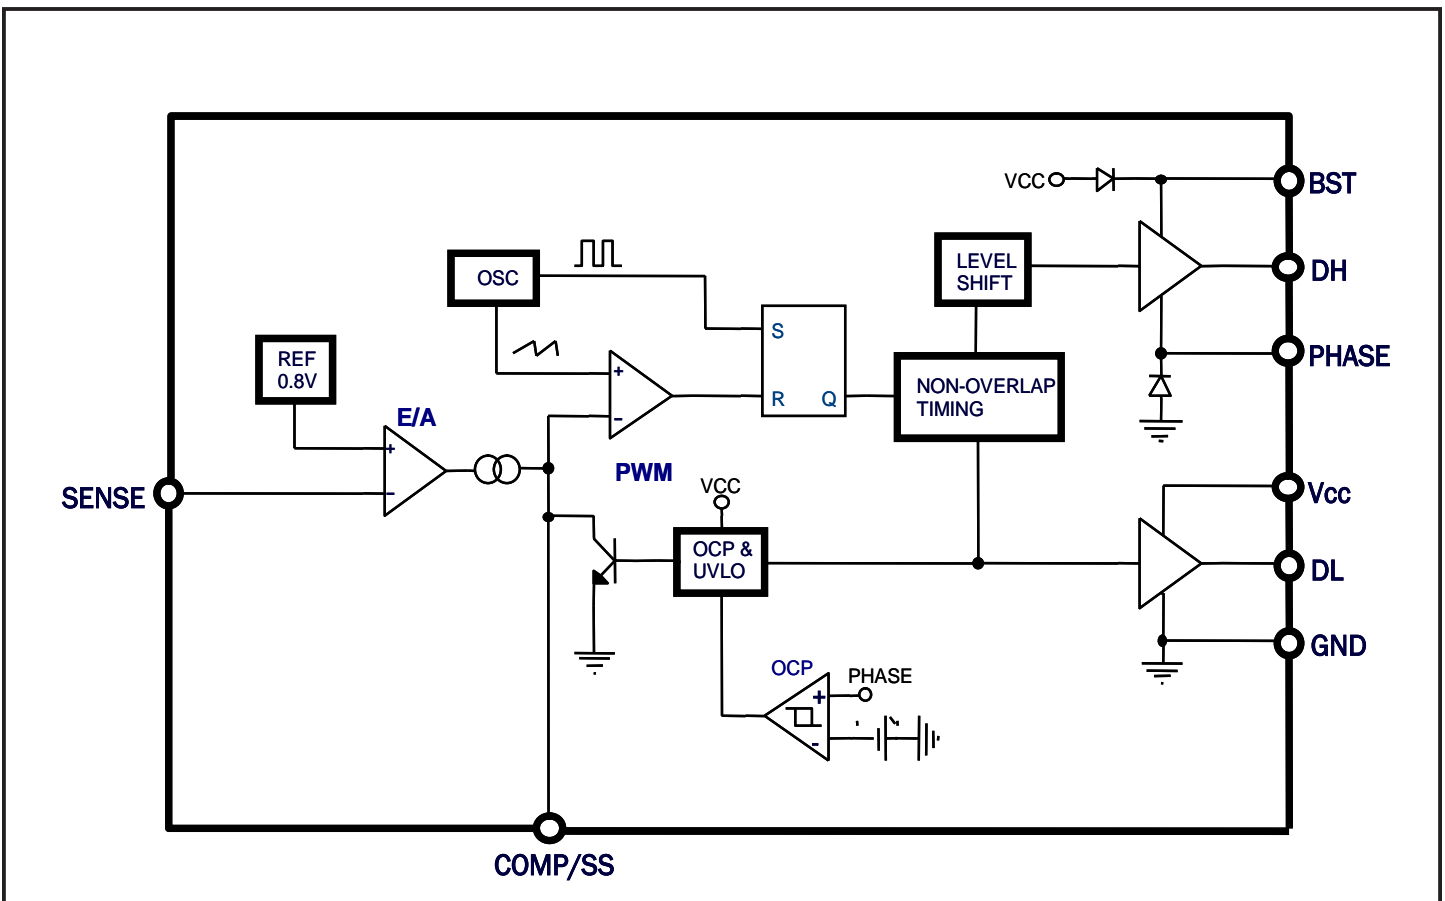 VCC
BST
OSC
LEVEL
SHIFT
DH
S
REF
0.8V
PHASE
+
NON-OVERLAP
TIMING
R
Q
E/A
-
+
PWM
VCC
SENSE
-
Vcc
OCP &
UVLO
DL
GND
OCP
PHASE
+
-
COMP/SS